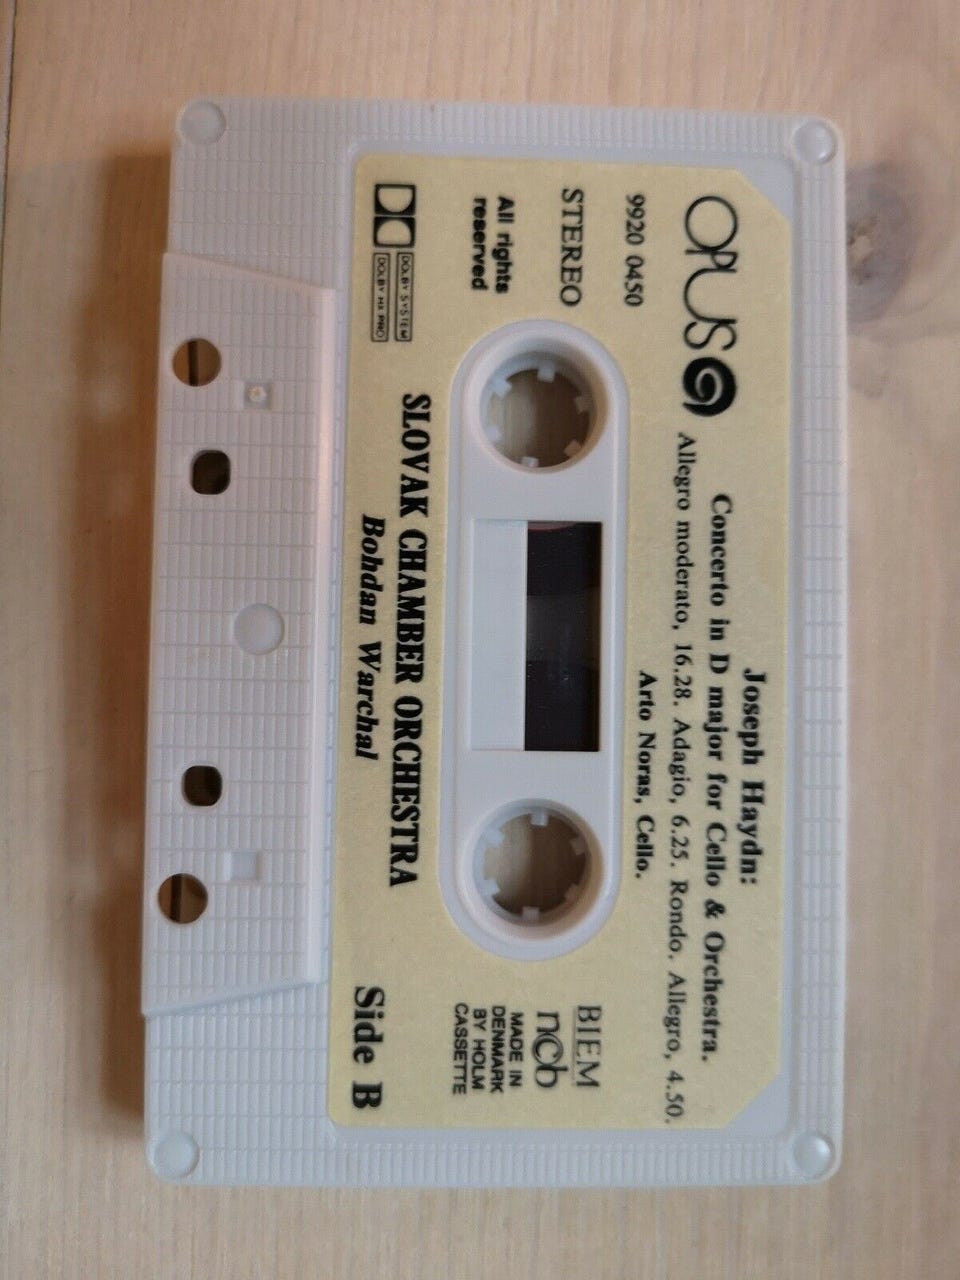 OPUS
Joseph Haydn:
Concerto in D major for Cello & Orchestra.
Allegro moderato, 16.28. Adagio, 6.25. Rondo. Allegro, 4.50.
Arto Noras, Cello.
9920 0450
STEREO
All rights
reserved
BIEM
ncb
MADE IN
DENMARK
BY HOLM
CASSETTE
DOLBY SYSTEM
DOLBY HX PRO
SLOVAK CHAMBER ORCHESTRA
Bohdan Warchal
Side B